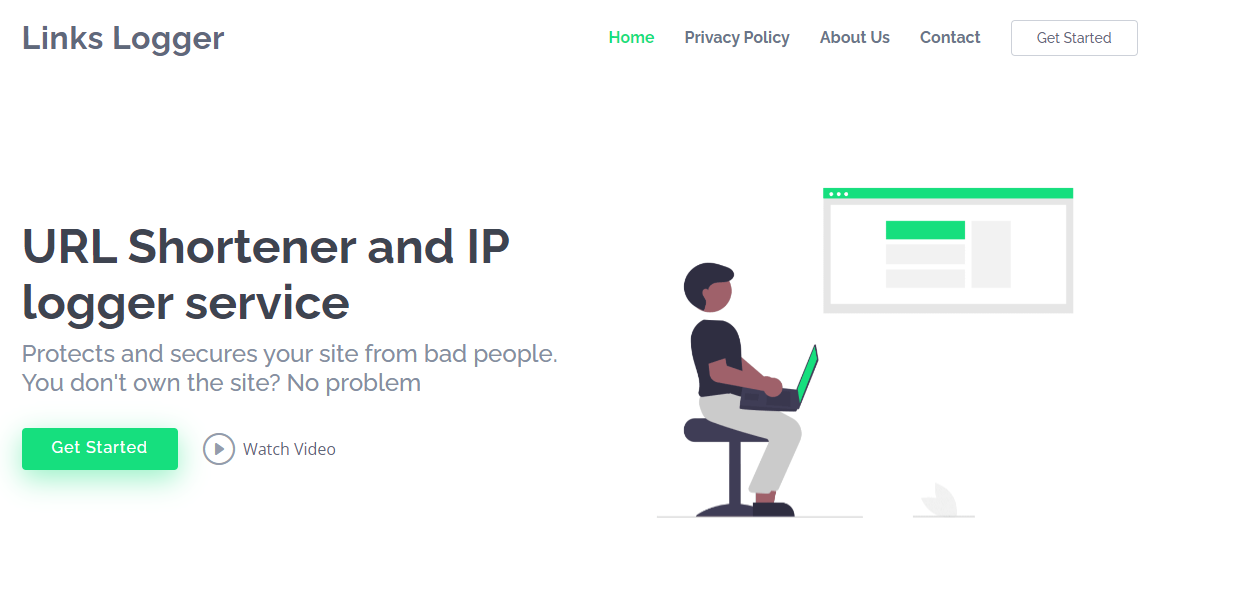 Links Logger
Home
Privacy Policy
About Us
Contact
Get Started
URL Shortener and IP
logger service
Protects and secures your site from bad people.
You don't own the site? No problem
Get Started
Watch Video